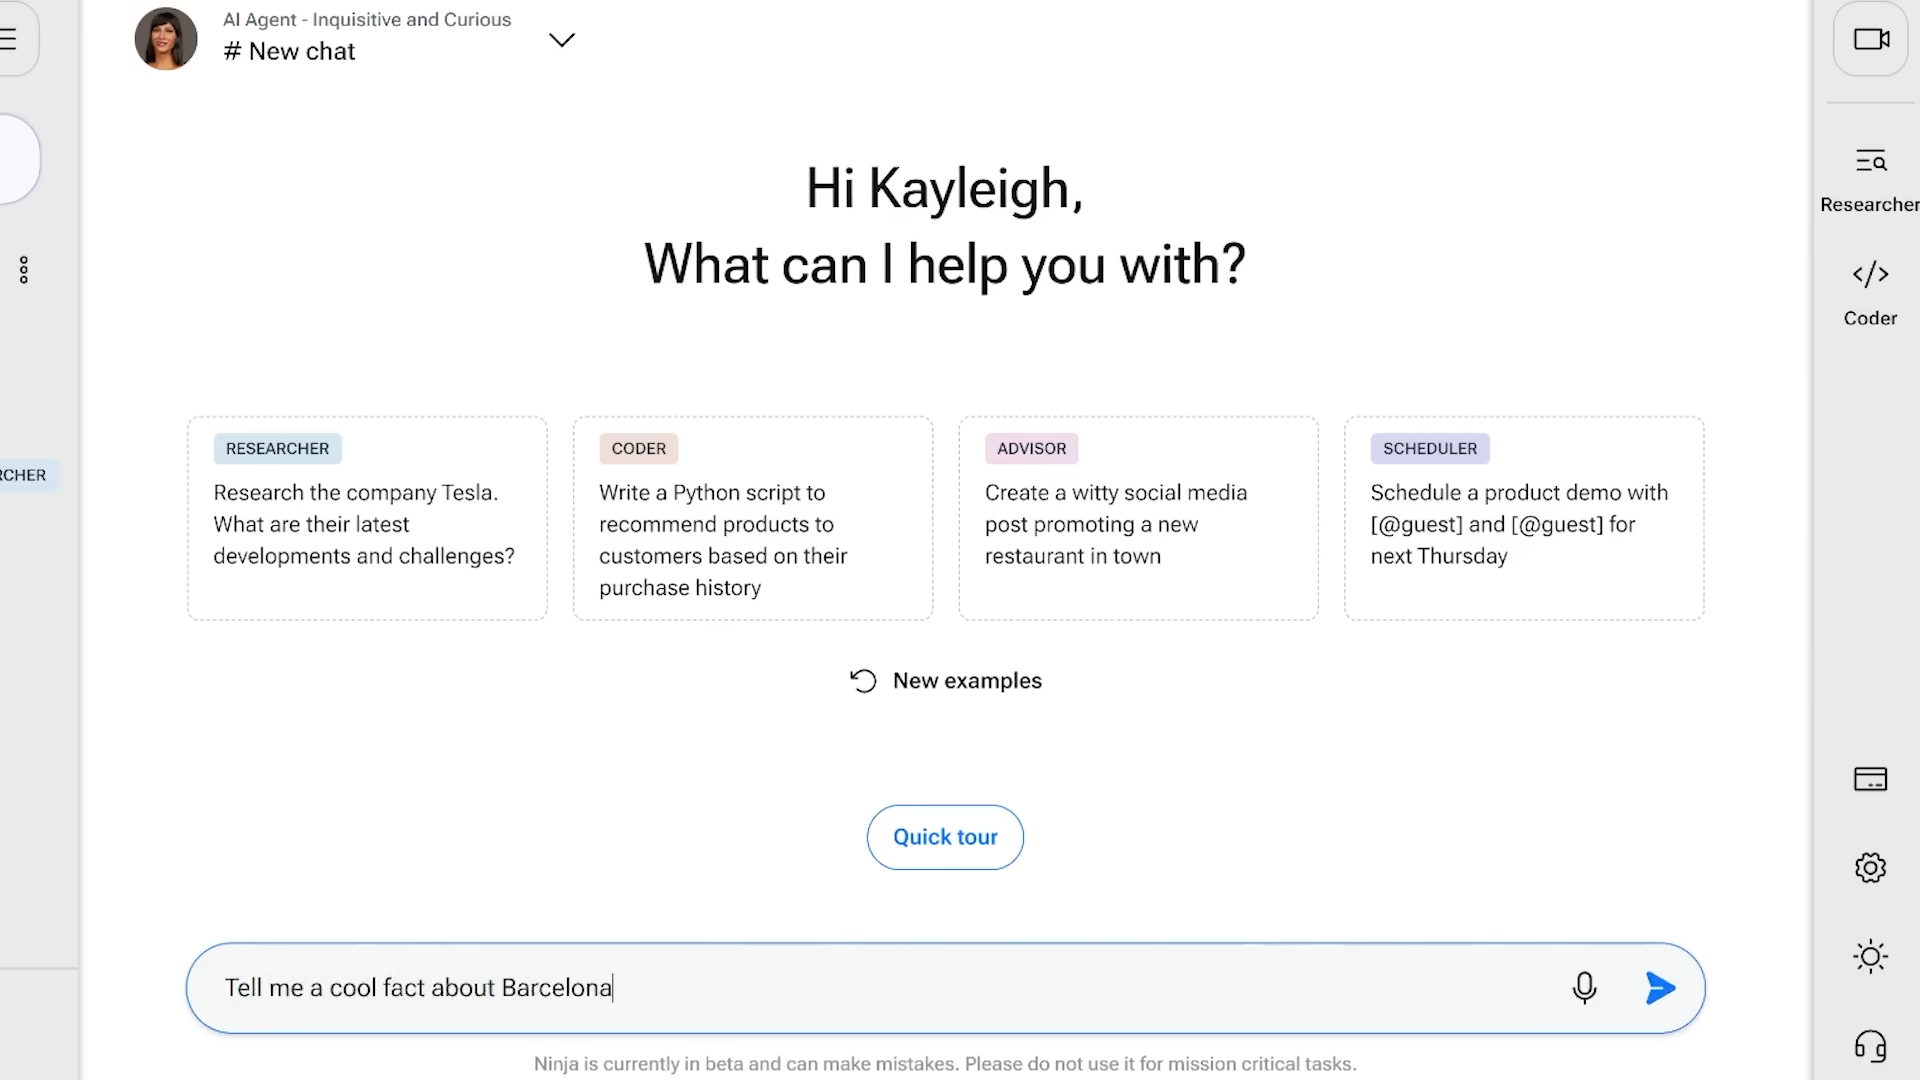 AI Agent - Inquisitive and Curious
# New chat
Hi Kayleigh,
What can I help you with?
Researcher
</> 
Coder
RESEARCHER
Research the company Tesla.
What are their latest
developments and challenges?
CODER
Write a Python script to
recommend products to
customers based on their
purchase history
ADVISOR
Create a witty social media
post promoting a new
restaurant in town
SCHEDULER
Schedule a product demo with
[@guest] and [@guest] for
next Thursday
RCHER
New examples
Quick tour
Tell me a cool fact about Barcelona
Ninja is currently in beta and can make mistakes. Please do not use it for mission critical tasks.